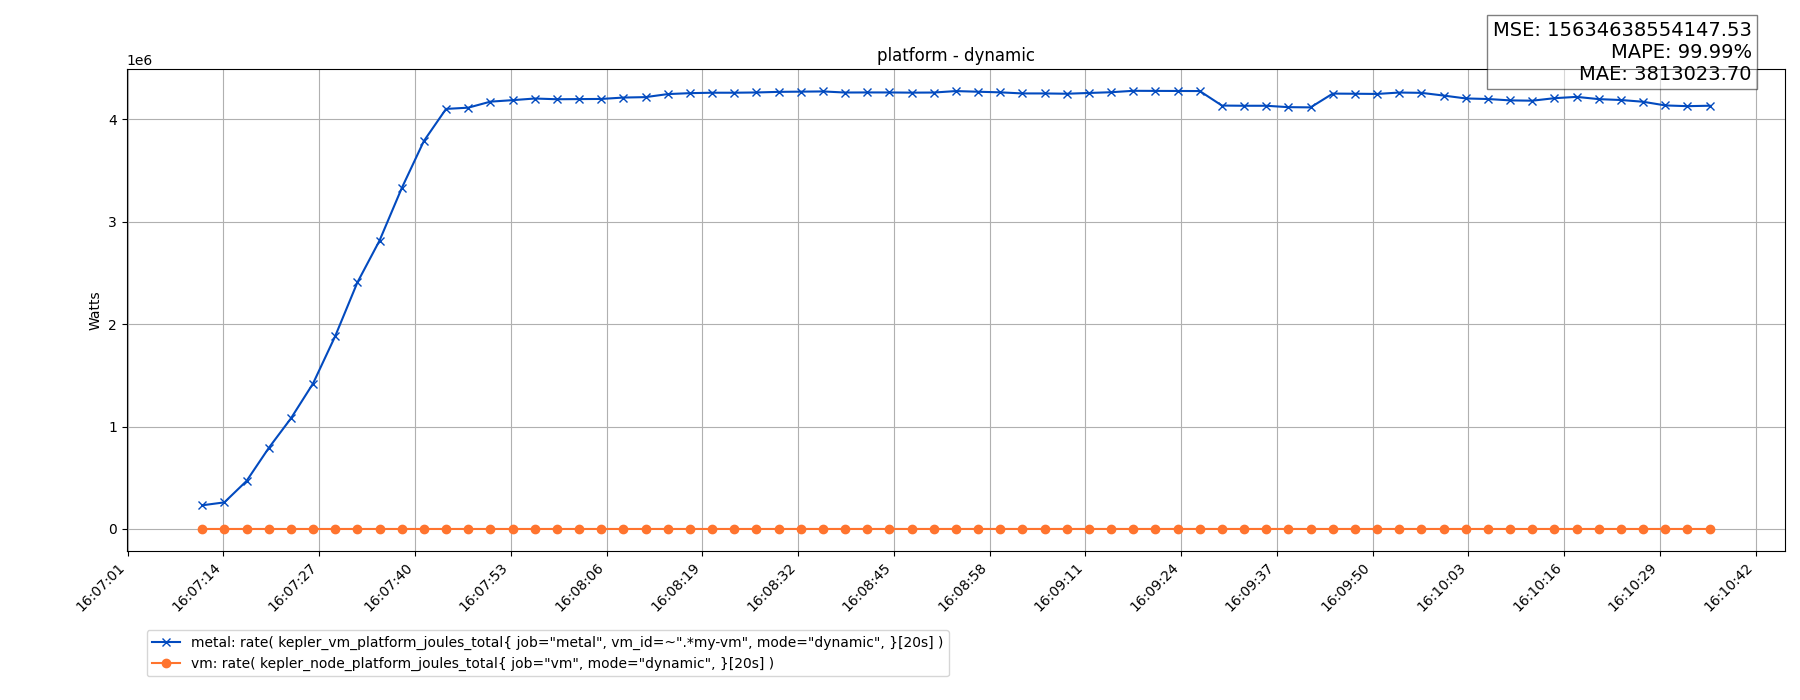 MSE: 15634638554147.53
MAPE: 99.99%
MAE: 3813023.70
platform - dynamic
1e6
Watts
4
3
2
1
0
16:07:01
16:07:14
16:07:27
16:07:40
16:07:53
16:08:06
16:08:19
16:08:32
16:08:45
16:08:58
16:09:11
16:09:24
16:09:37
16:09:50
16:10:03
16:10:16
16:10:29
16:10:42
metal: rate( kepler_vm_platform_joules_total{ job="metal", vm_id=~".*my-vm", mode="dynamic", }[20s] )
vm: rate( kepler_node_platform_joules_total{ job="vm", mode="dynamic", }[20s] )